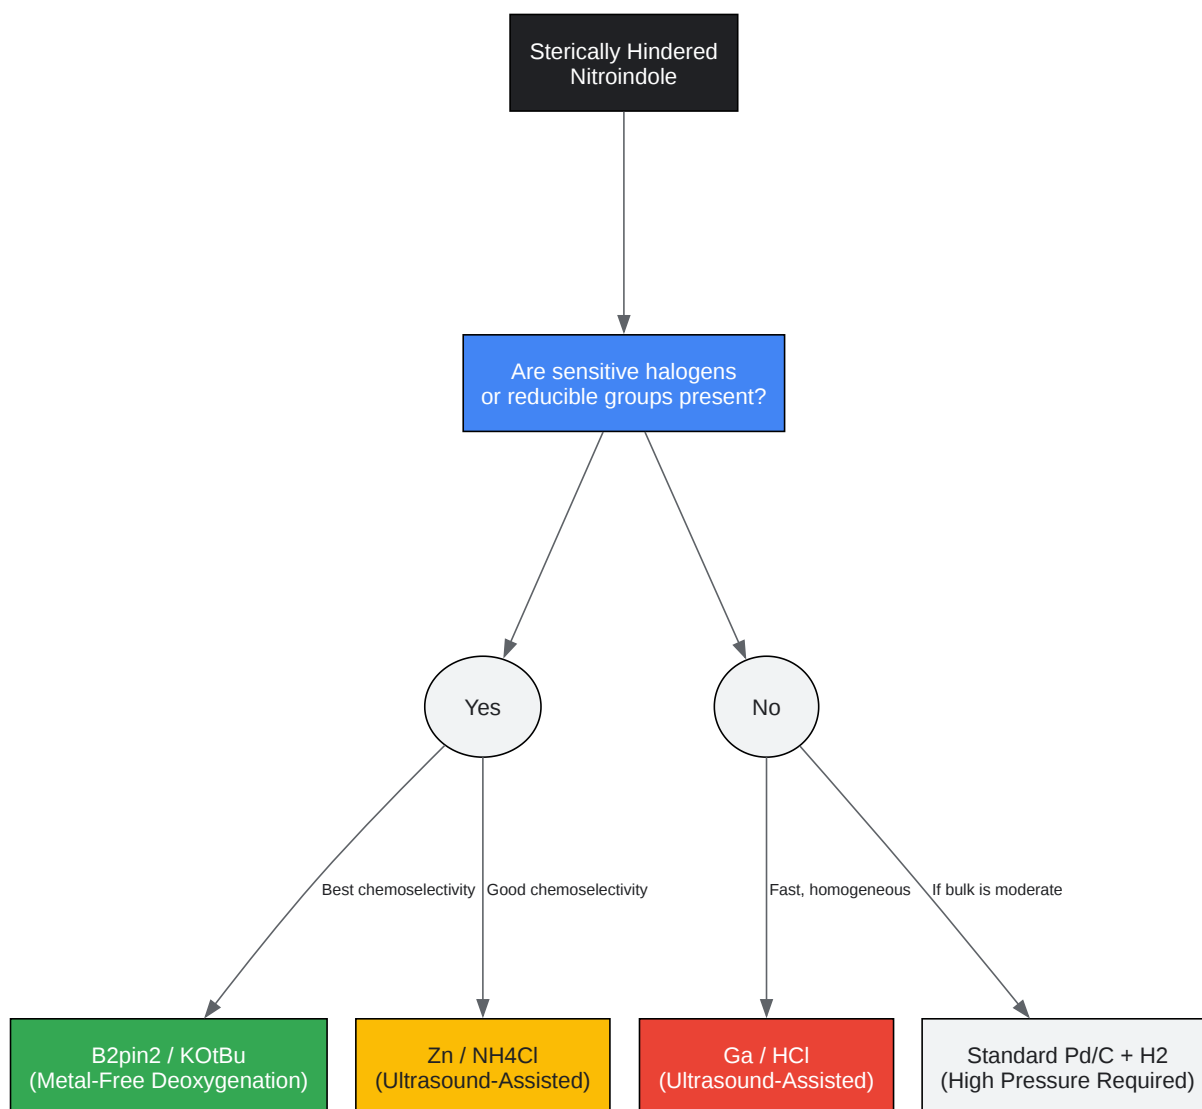 Sterically Hindered
Nitroindole
Are sensitive halogens
or reducible groups present?
Yes
No
Best chemoselectivity
Good chemoselectivity
Fast, homogeneous
If bulk is moderate
B2pin2 / KOtBu
(Metal-Free Deoxygenation)
Zn / NH4Cl
(Ultrasound-Assisted)
Ga / HCl
(Ultrasound-Assisted)
Standard Pd/C + H2
(High Pressure Required)